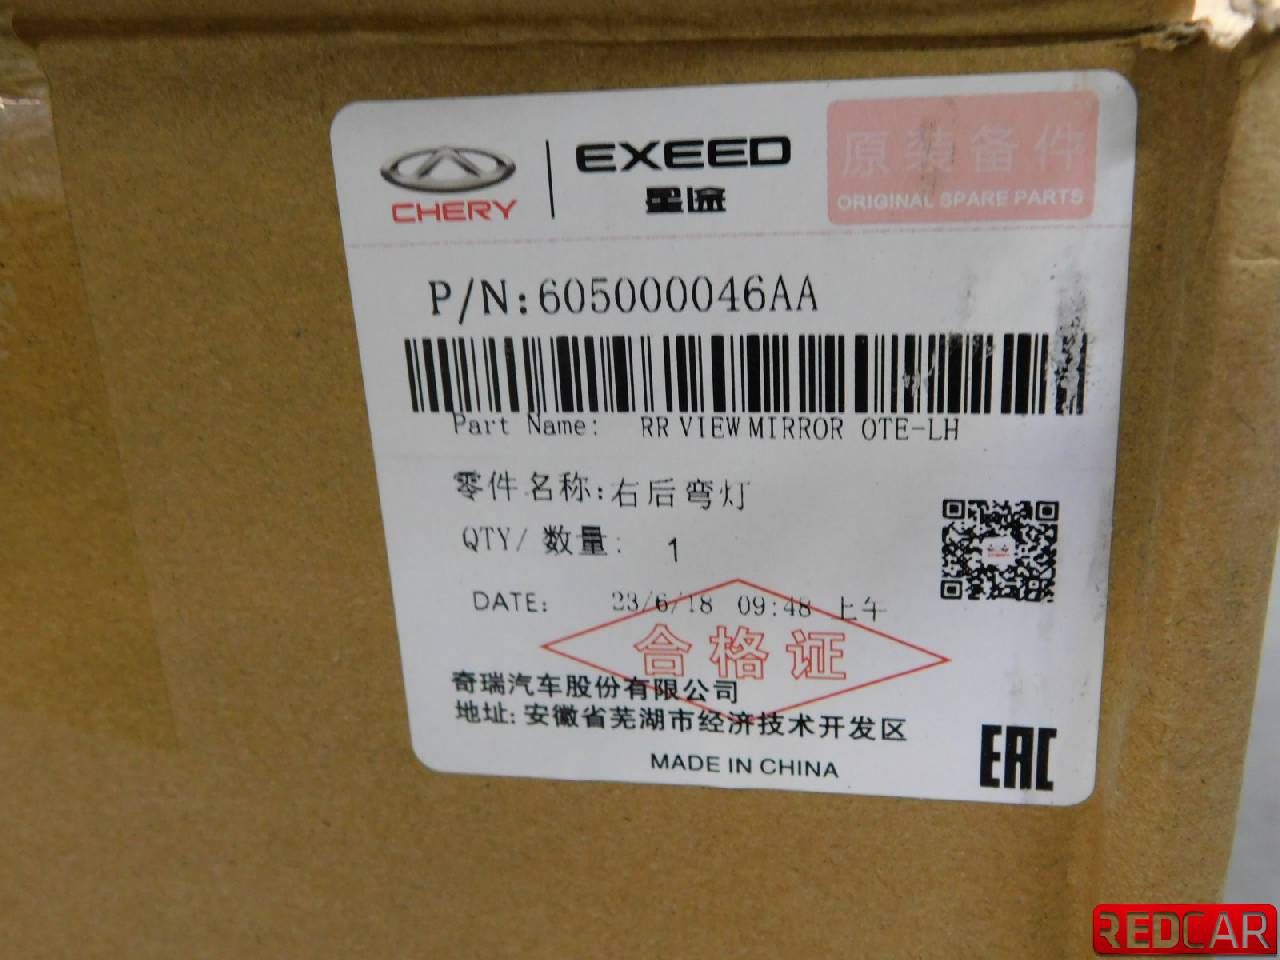 CHERY
EXEED
星途
原装备件
ORIGINAL SPARE PARTS
P/N:605000046AA
Part Name: RR VIEW MIRROR OTE-LH
零件名称:右后弯灯
QTY/数量: 1
DATE: 23/6/18 09:48 上午
合格证
奇瑞汽车股份有限公司
地址:安徽省芜湖市经济技术开发区
MADE IN CHINA
EAC
REDCAR